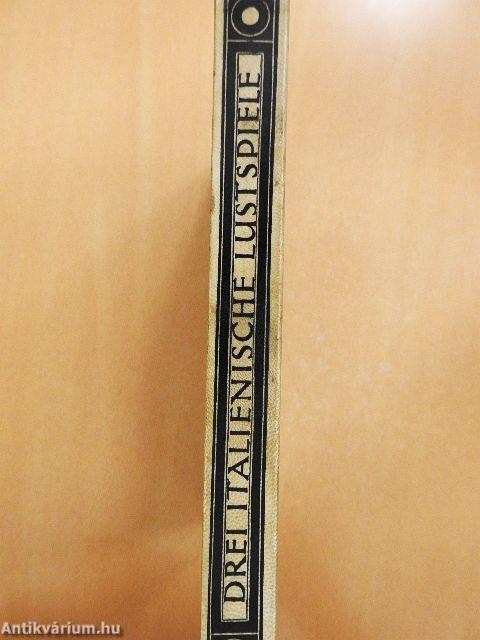 DREI ITALIENISCHE LUSTSPIELE
Antikvárium.hu